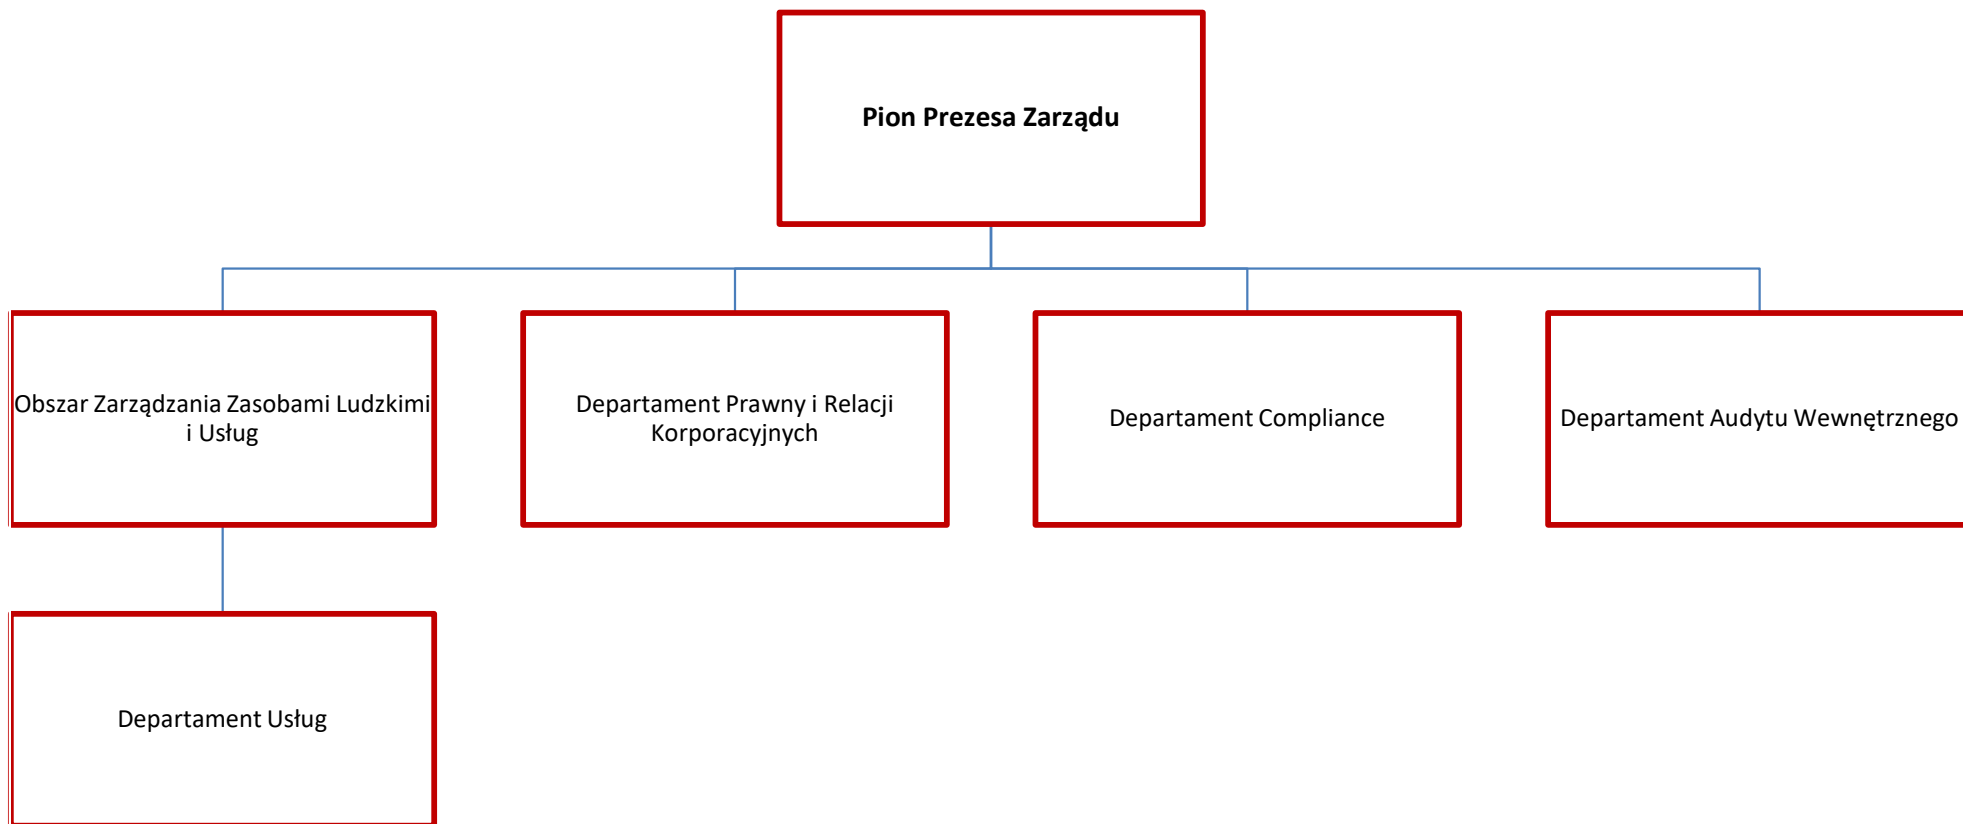 Pion Prezesa Zarządu
Obszar Zarządzania Zasobami Ludzkimi
i Usług
Departament Prawny i Relacji
Korporacyjnych
Departament Compliance
Departament Audytu Wewnętrznego
Departament Usług